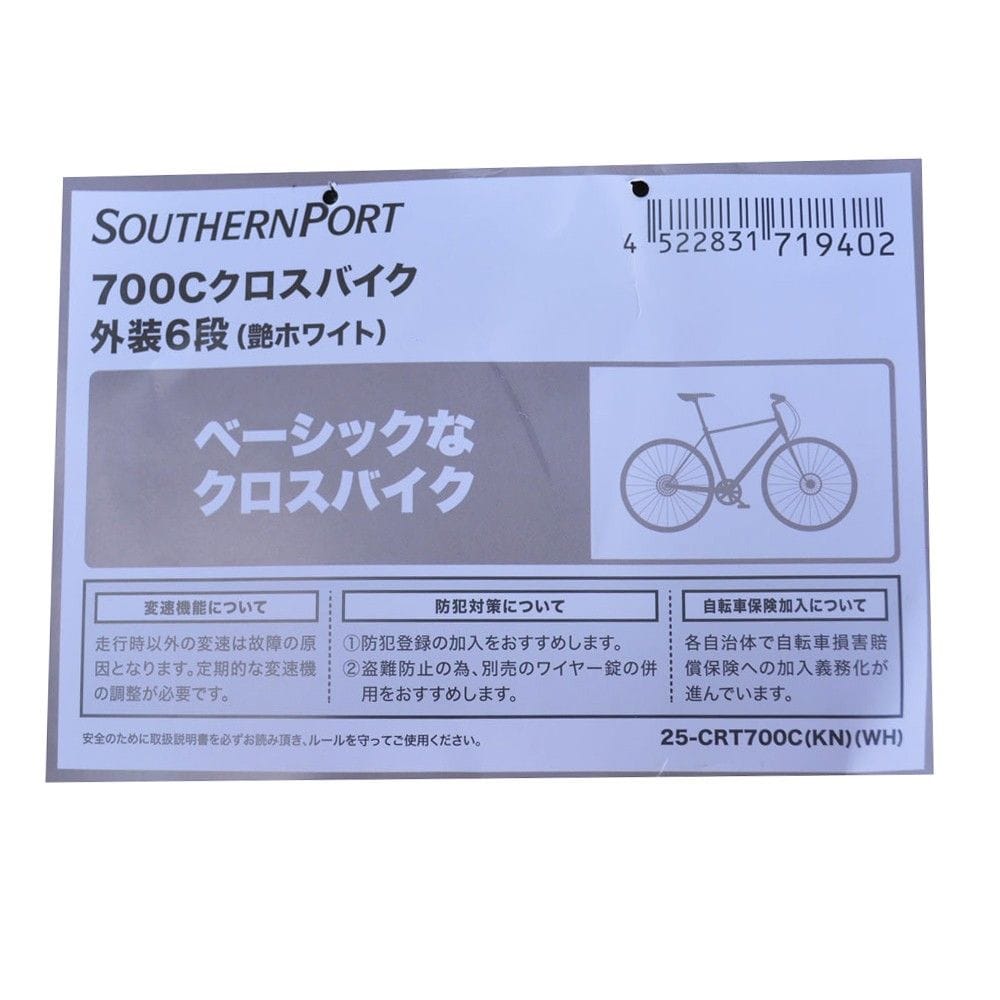 SOUTHERNPORT
4 522831 719402
700Cクロスバイク
外装6段(艶ホワイト)
ベーシックな
クロスバイク
変速機能について
走行時以外の変速は故障の原
因となります。定期的な変速機
の調整が必要です。
防犯対策について
①防犯登録の加入をおすすめします。
②盗難防止の為、別売のワイヤー錠の併
用をおすすめします。
自転車保険加入について
各自治体で自転車損害賠
償保険への加入義務化が
進んでいます。
安全のために取扱説明書を必ずお読み頂き、ルールを守ってご使用ください。
25-CRT700C(KN)(WH)